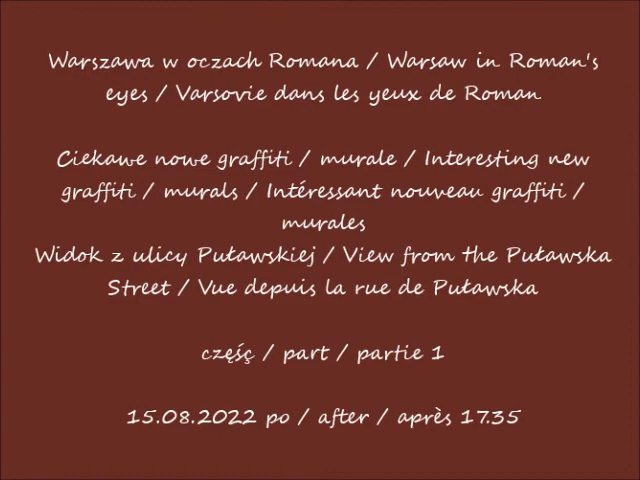 Warszawa w oczach Romana / Warsaw in Roman's
eyes / Varsovie dans les yeux de Roman
Ciekawe nowe graffiti / murale / Interesting new
graffiti / murals / Intéressant nouveau graffiti /
murales
Widok z ulicy Puławskiej / View from the Puławska
Street / Vue depuis la rue de Puławska
częśç / part / partie 1
15.08.2022 po / after / après 17.35